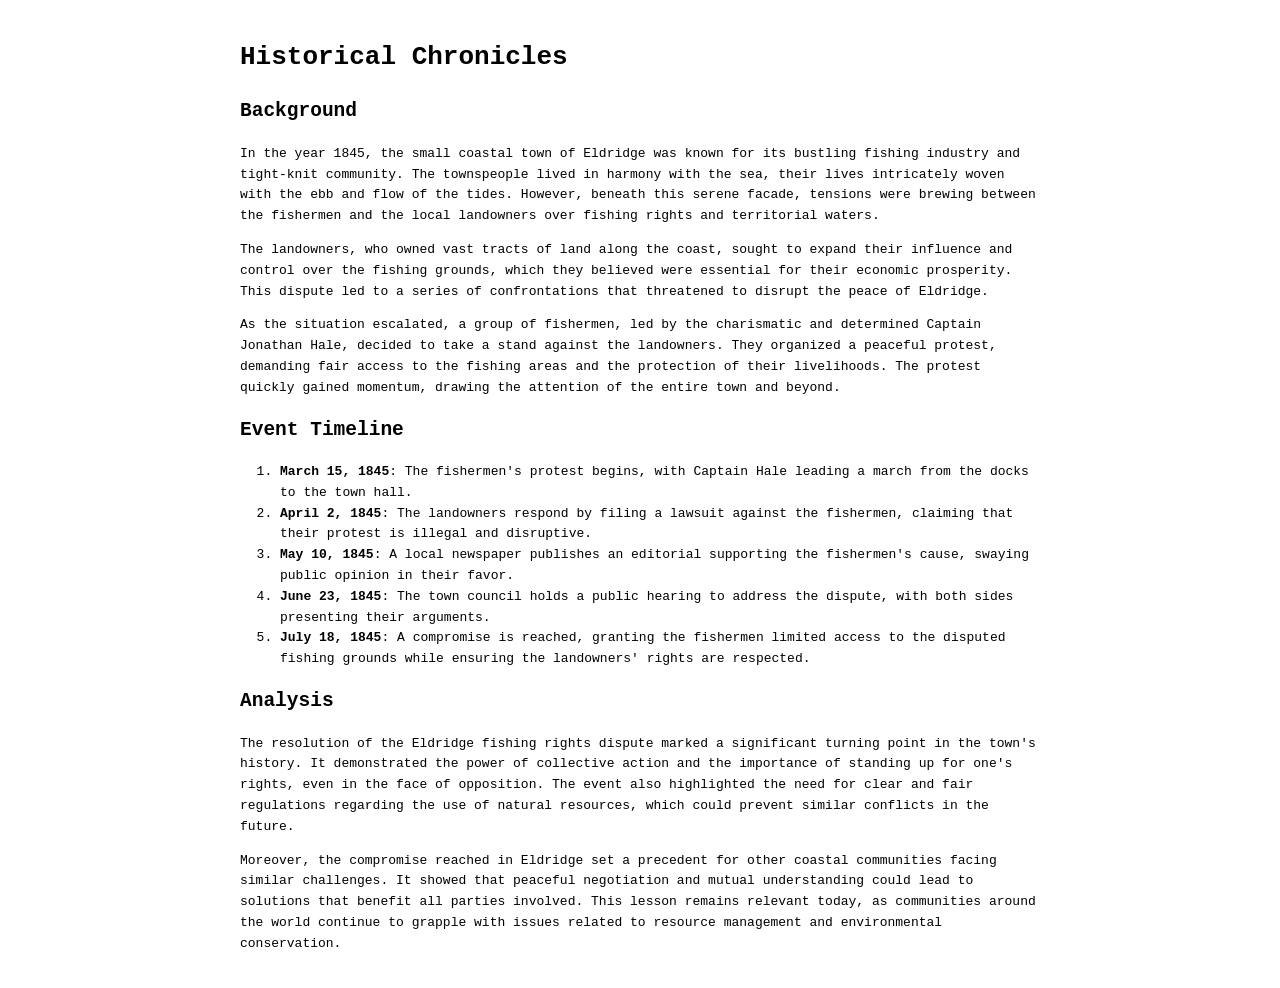 Historical Chronicles
Background
In the year 1845, the small coastal town of Eldridge was known for its bustling fishing industry and
tight-knit community. The townspeople lived in harmony with the sea, their lives intricately woven
with the ebb and flow of the tides. However, beneath this serene facade, tensions were brewing between
the fishermen and the local landowners over fishing rights and territorial waters.
The landowners, who owned vast tracts of land along the coast, sought to expand their influence and
control over the fishing grounds, which they believed were essential for their economic prosperity.
This dispute led to a series of confrontations that threatened to disrupt the peace of Eldridge.
As the situation escalated, a group of fishermen, led by the charismatic and determined Captain
Jonathan Hale, decided to take a stand against the landowners. They organized a peaceful protest,
demanding fair access to the fishing areas and the protection of their livelihoods. The protest
quickly gained momentum, drawing the attention of the entire town and beyond.
Event Timeline
1. March 15, 1845: The fishermen's protest begins, with Captain Hale leading a march from the docks
to the town hall.
2. April 2, 1845: The landowners respond by filing a lawsuit against the fishermen, claiming that
their protest is illegal and disruptive.
3. May 10, 1845: A local newspaper publishes an editorial supporting the fishermen's cause, swaying
public opinion in their favor.
4. June 23, 1845: The town council holds a public hearing to address the dispute, with both sides
presenting their arguments.
5. July 18, 1845: A compromise is reached, granting the fishermen limited access to the disputed
fishing grounds while ensuring the landowners' rights are respected.
Analysis
The resolution of the Eldridge fishing rights dispute marked a significant turning point in the town's
history. It demonstrated the power of collective action and the importance of standing up for one's
rights, even in the face of opposition. The event also highlighted the need for clear and fair
regulations regarding the use of natural resources, which could prevent similar conflicts in the
future.
Moreover, the compromise reached in Eldridge set a precedent for other coastal communities facing
similar challenges. It showed that peaceful negotiation and mutual understanding could lead to
solutions that benefit all parties involved. This lesson remains relevant today, as communities around
the world continue to grapple with issues related to resource management and environmental
conservation.